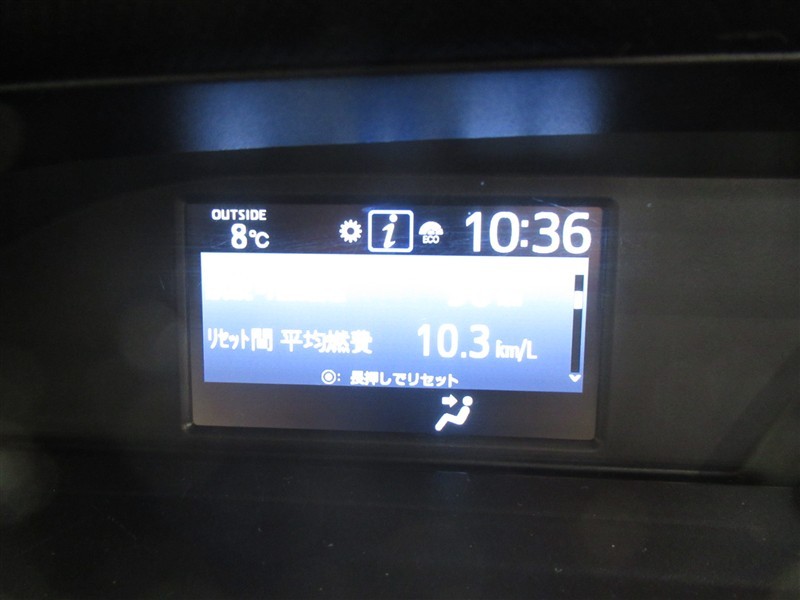 OUTSIDE
8℃
i
ECO
10:36
リセット間 平均燃費 10.3 km/L
◎: 長押しでリセット